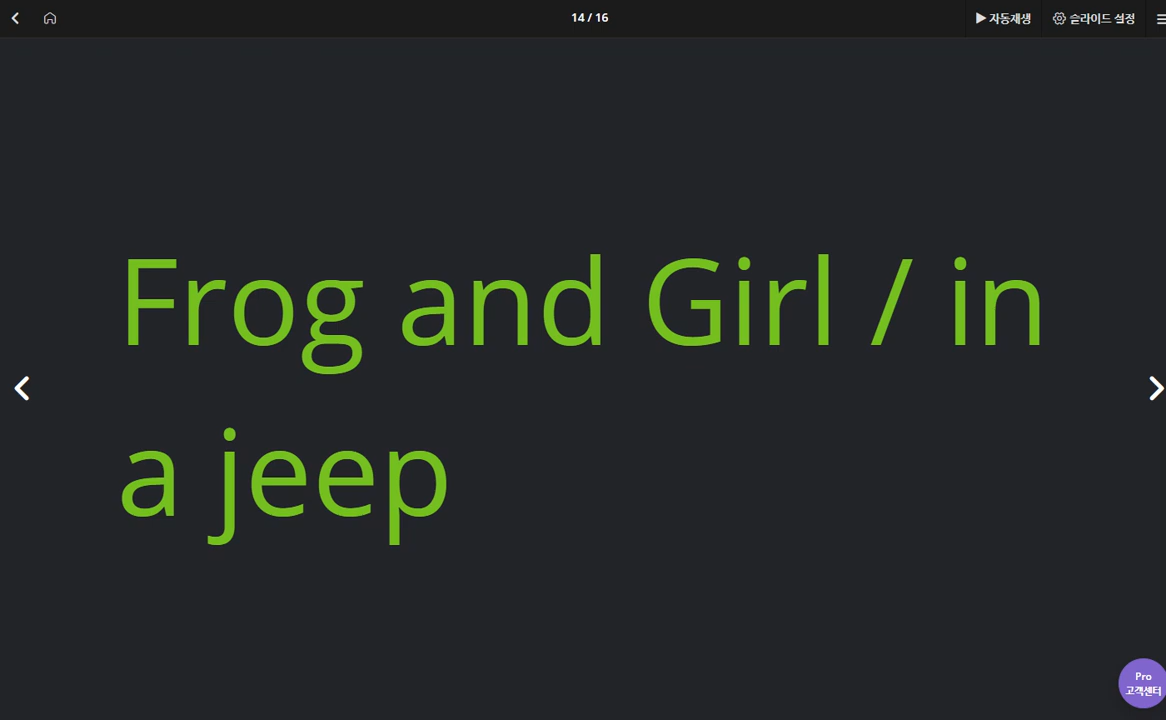 14 / 16
▶ 자동재생
슬라이드 설정
Frog and Girl / in
a jeep
Pro
고객센터